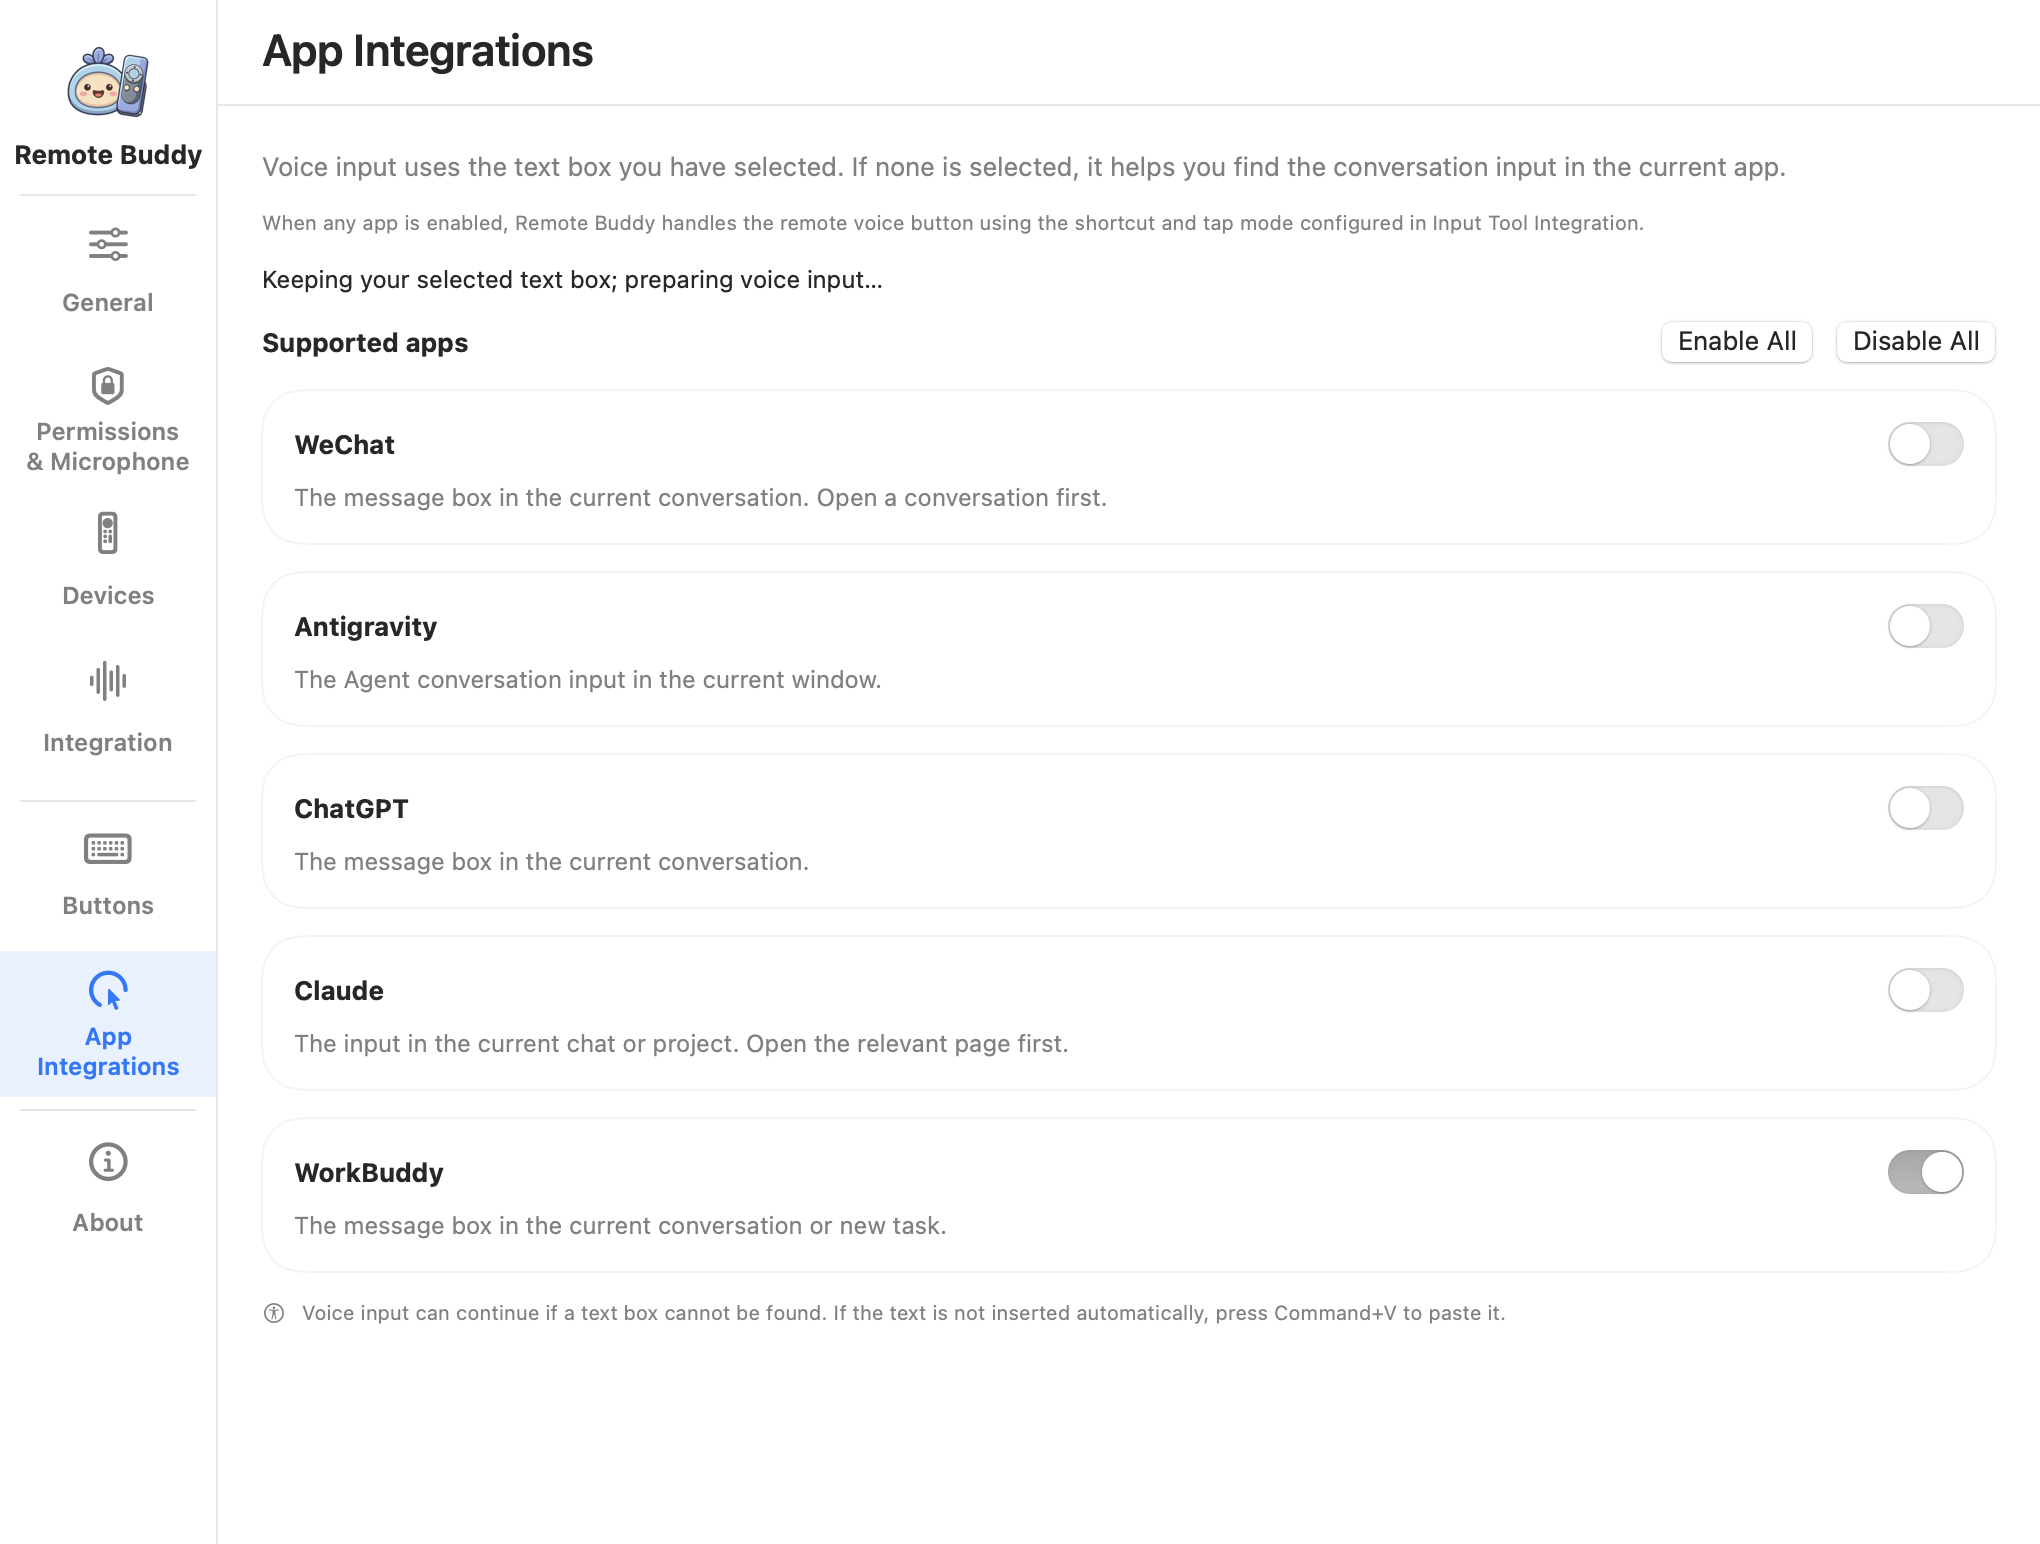 Remote Buddy
General
Permissions
& Microphone
Devices
Integration
Buttons
App
Integrations
About
App Integrations
Voice input uses the text box you have selected. If none is selected, it helps you find the conversation input in the current app.
When any app is enabled, Remote Buddy handles the remote voice button using the shortcut and tap mode configured in Input Tool Integration.
Keeping your selected text box; preparing voice input...
Supported apps
Enable All
Disable All
WeChat
The message box in the current conversation. Open a conversation first.
Antigravity
The Agent conversation input in the current window.
ChatGPT
The message box in the current conversation.
Claude
The input in the current chat or project. Open the relevant page first.
WorkBuddy
The message box in the current conversation or new task.
Voice input can continue if a text box cannot be found. If the text is not inserted automatically, press Command+V to paste it.